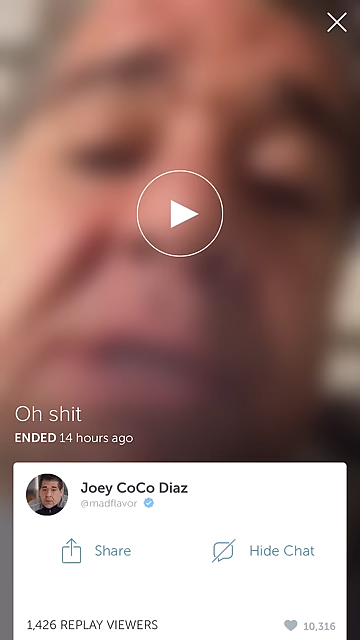 Oh shit
ENDED 14 hours ago
Joey CoCo Diaz
@madflavor
Share
Hide Chat
1,426 REPLAY VIEWERS
10,316